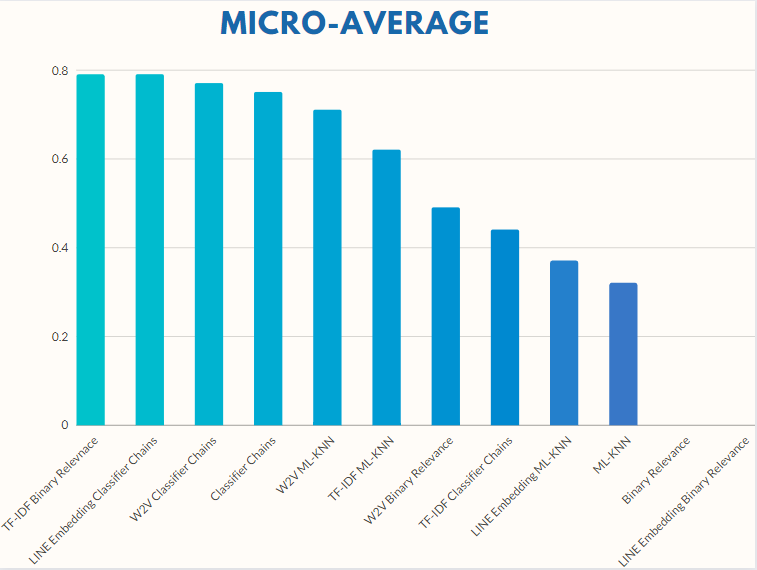 MICRO-AVERAGE
0.8
0.6
0.4
0.2
0
TF-IDF Binary Relevnace
LINE Embedding Classifier Chains
W2V Classifier Chains
Classifier Chains
W2V ML-KNN
TF-IDF ML-KNN
W2V Binary Relevance
TF-IDF Classifier Chains
LINE Embedding ML-KNN
ML-KNN
Binary Relevance
LINE Embedding Binary Relevance